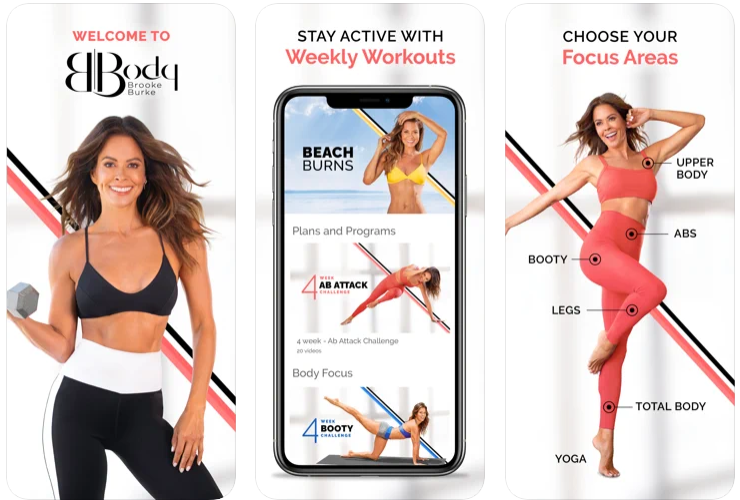 WELCOME TO
BBody
Brooke
Burke
STAY ACTIVE WITH
Weekly Workouts
BEACH
BURNS
Plans and Programs
4 WEEK
AB ATTACK
CHALLENGE
4 week - Ab Attack Challenge
20 videos
Body Focus
4 WEEK
BOOTY
CHALLENGE
CHOOSE YOUR
Focus Areas
UPPER
BODY
ABS
BOOTY
LEGS
TOTAL BODY
YOGA